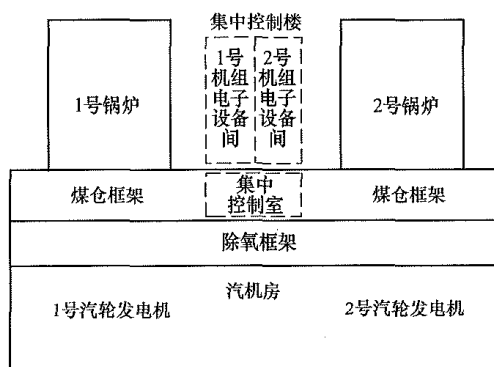 集中控制楼
1号锅炉
1号
机组
电子
设备
间
2号
机组
电子
设备
间
2号锅炉
煤仓框架
集中
控制室
煤仓框架
除氧框架
汽机房
1号汽轮发电机
2号汽轮发电机